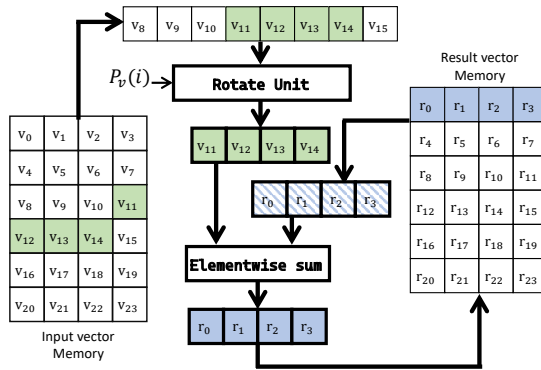 v8 v9 v10 v11 v12 v13 v14 v15
Pv(i)
Rotate Unit
v11 v12 v13 v14
r0 r1 r2 r3
Elementwise sum
r0 r1 r2 r3
v0 v1 v2 v3
v4 v5 v6 v7
v8 v9 v10 v11
v12 v13 v14 v15
v16 v17 v18 v19
v20 v21 v22 v23
Input vector
Memory
Result vector
Memory
r0 r1 r2 r3
r4 r5 r6 r7
r8 r9 r10 r11
r12 r13 r14 r15
r16 r17 r18 r19
r20 r21 r22 r23